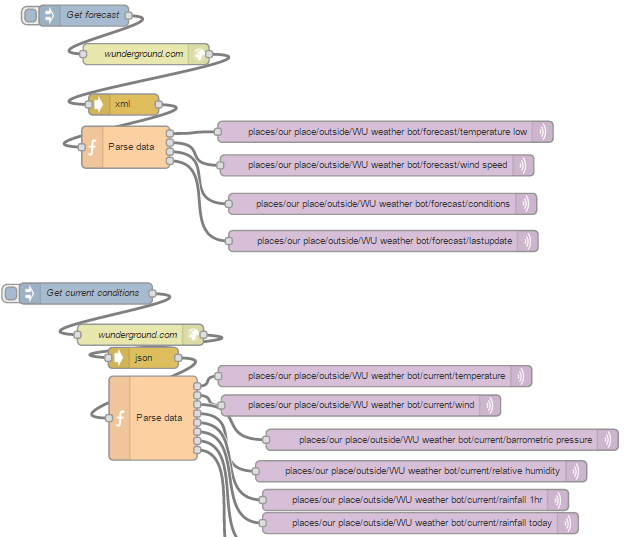 Get forecast
wunderground.com
xml
Parse data
places/our place/outside/WU weather bot/forecast/temperature low
places/our place/outside/WU weather bot/forecast/wind speed
places/our place/outside/WU weather bot/forecast/conditions
places/our place/outside/WU weather bot/forecast/lastupdate
Get current conditions
wunderground.com
json
Parse data
places/our place/outside/WU weather bot/current/temperature
places/our place/outside/WU weather bot/current/wind
places/our place/outside/WU weather bot/current/barrometric pressure
places/our place/outside/WU weather bot/current/relative humidity
places/our place/outside/WU weather bot/current/rainfall 1hr
places/our place/outside/WU weather bot/current/rainfall today